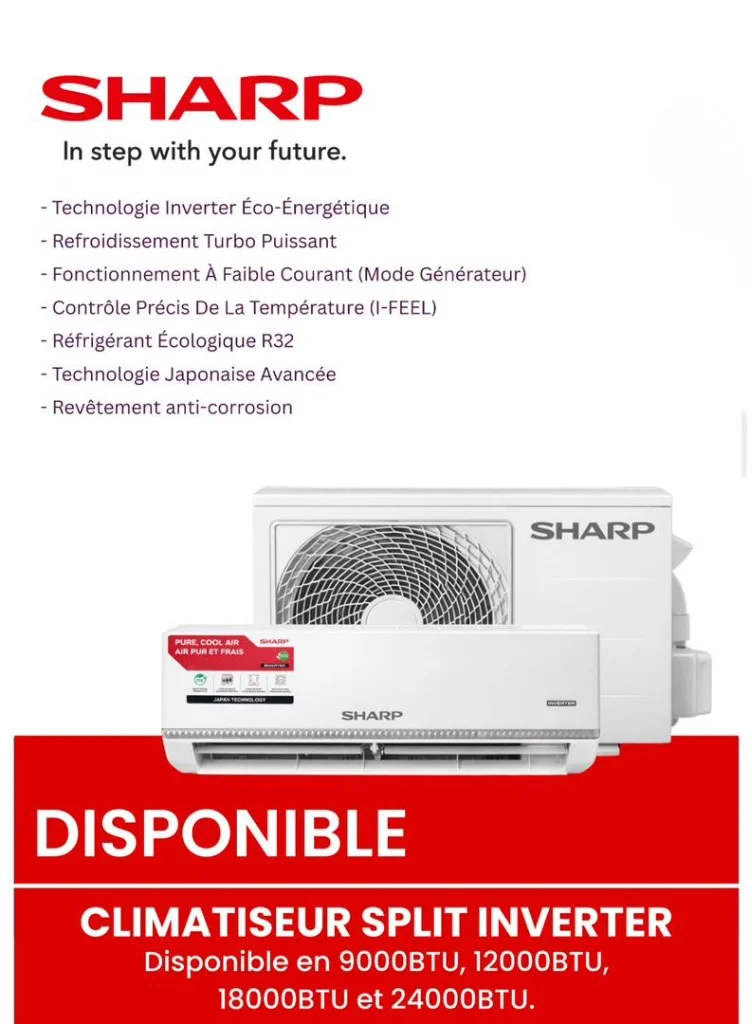 SHARP
In step with your future.
- Technologie Inverter Éco-Énergétique
- Refroidissement Turbo Puissant
- Fonctionnement À Faible Courant (Mode Générateur)
- Contrôle Précis De La Température (I-FEEL)
- Réfrigérant Écologique R32
- Technologie Japonaise Avancée
- Revêtement anti-corrosion
SHARP
PURE, COOL AIR
AIR PUR ET FRAIS
SHARP
INVERTER
JAPAN TECHNOLOGY
SHARP
INVERTER
DISPONIBLE
CLIMATISEUR SPLIT INVERTER
Disponible en 9000BTU, 12000BTU,
18000BTU et 24000BTU.